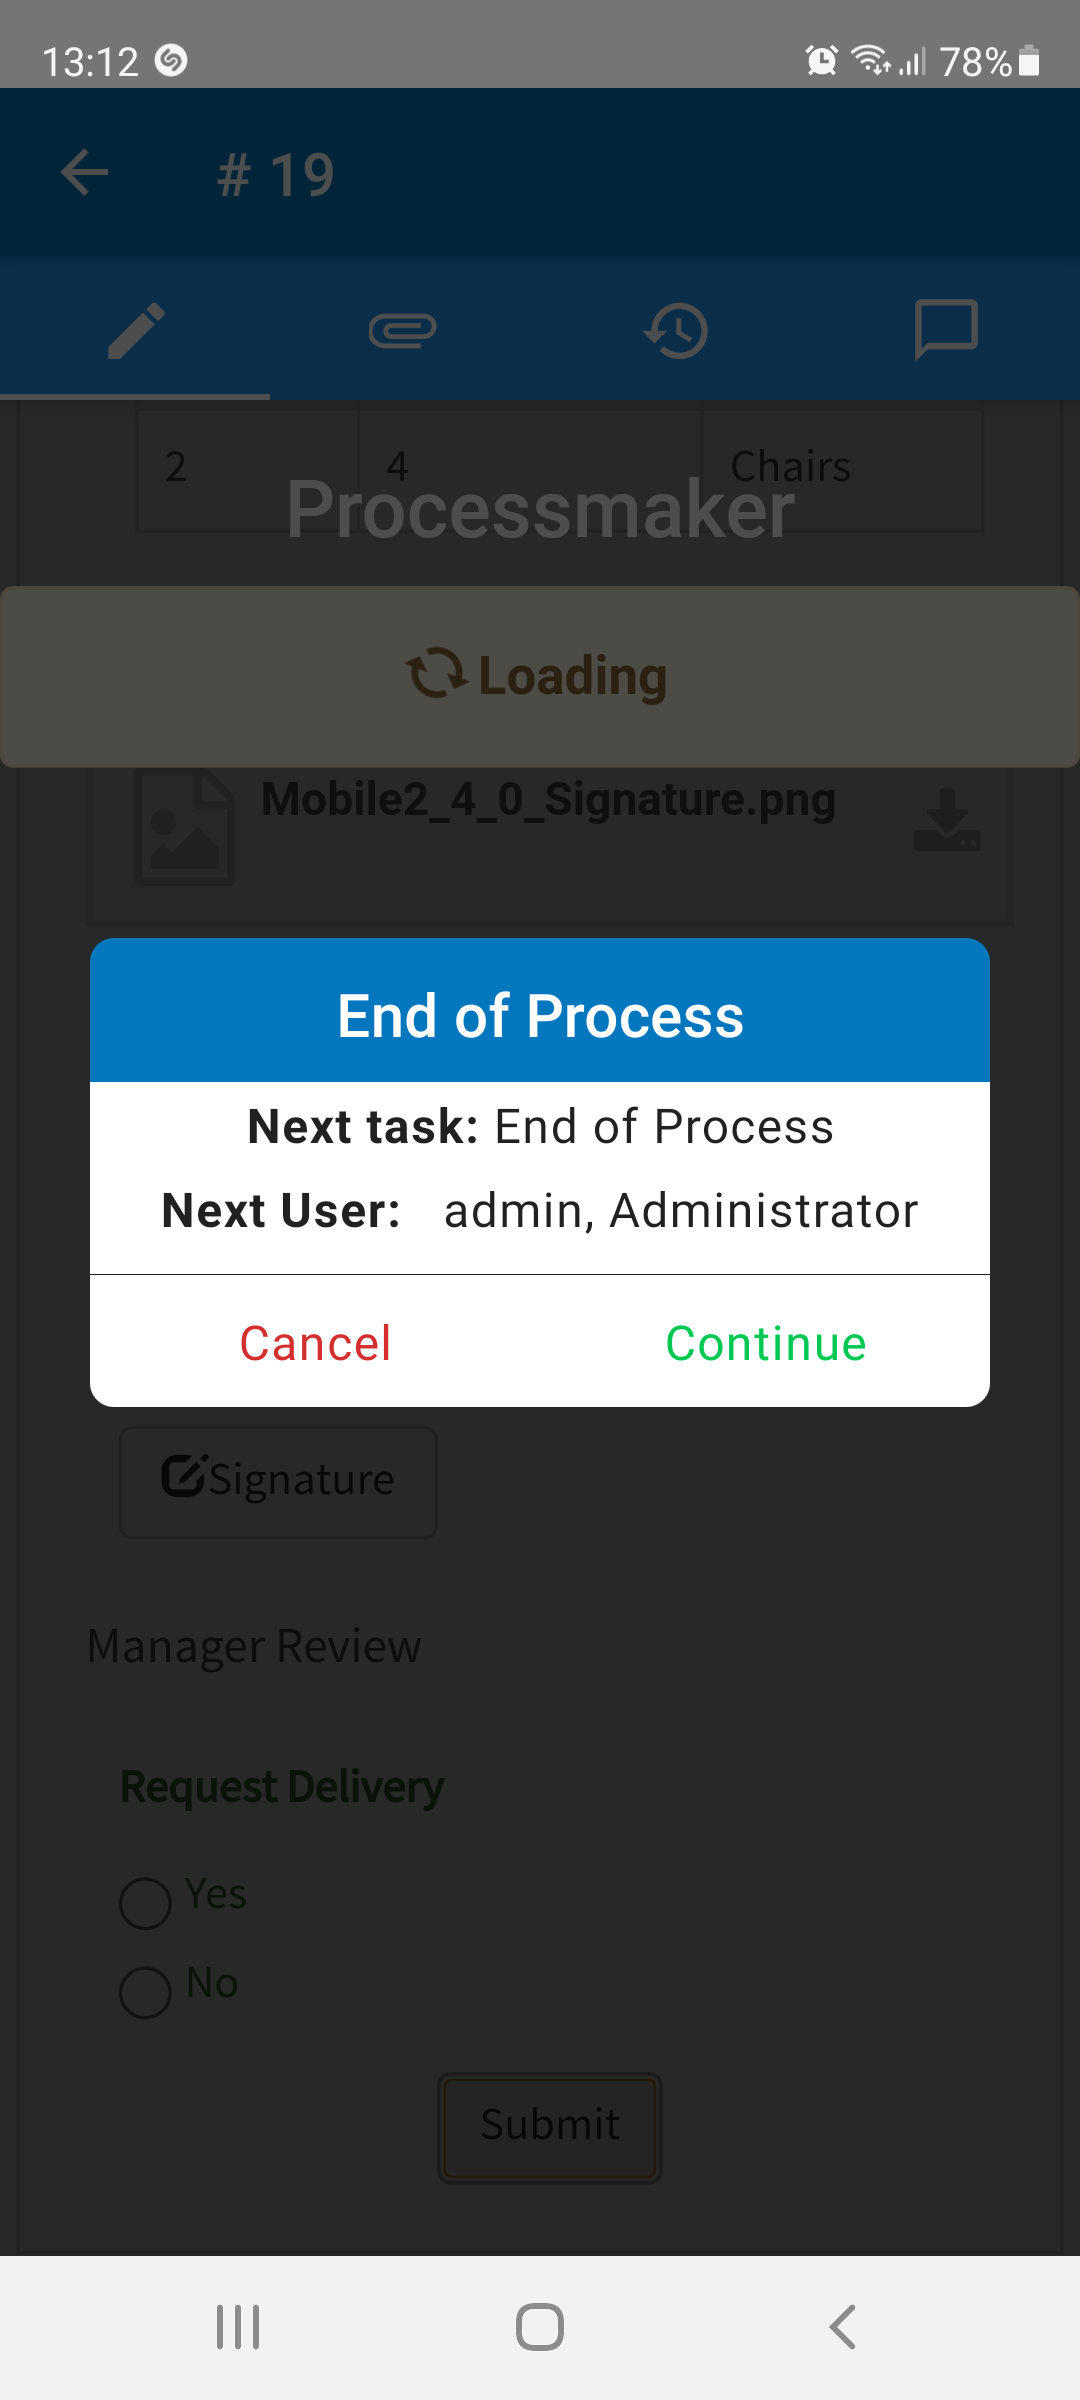 13:12 78%
# 19
2 4 Chairs
Processmaker
Loading
Mobile2_4_0_Signature.png
End of Process
Next task: End of Process
Next User: admin, Administrator
Cancel Continue
Signature
Manager Review
Request Delivery
Yes
No
Submit